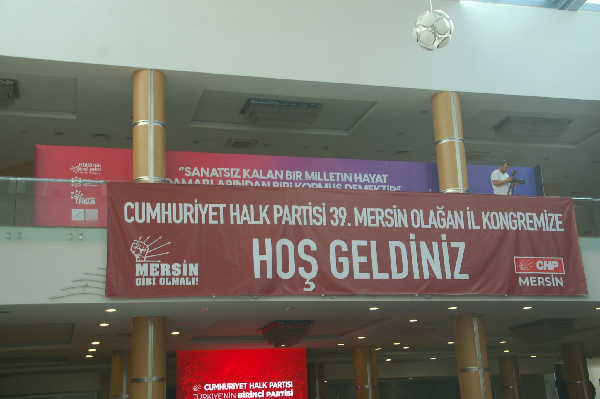 "SANATSIZ KALAN BİR MİLLETİN HAYAT
DAMARLARINDAN BİRİ KOPMUŞ DEMEKTİR"
CUMHURİYET HALK PARTİSİ 39. MERSİN OLAĞAN İL KONGREMİZE
HOŞ GELDİNİZ
MERSİN
GİBİ OLMALI!
CHP
MERSİN
CUMHURİYET HALK PARTİSİ
TÜRKİYE'NİN BİRİNCİ PARTİSİ